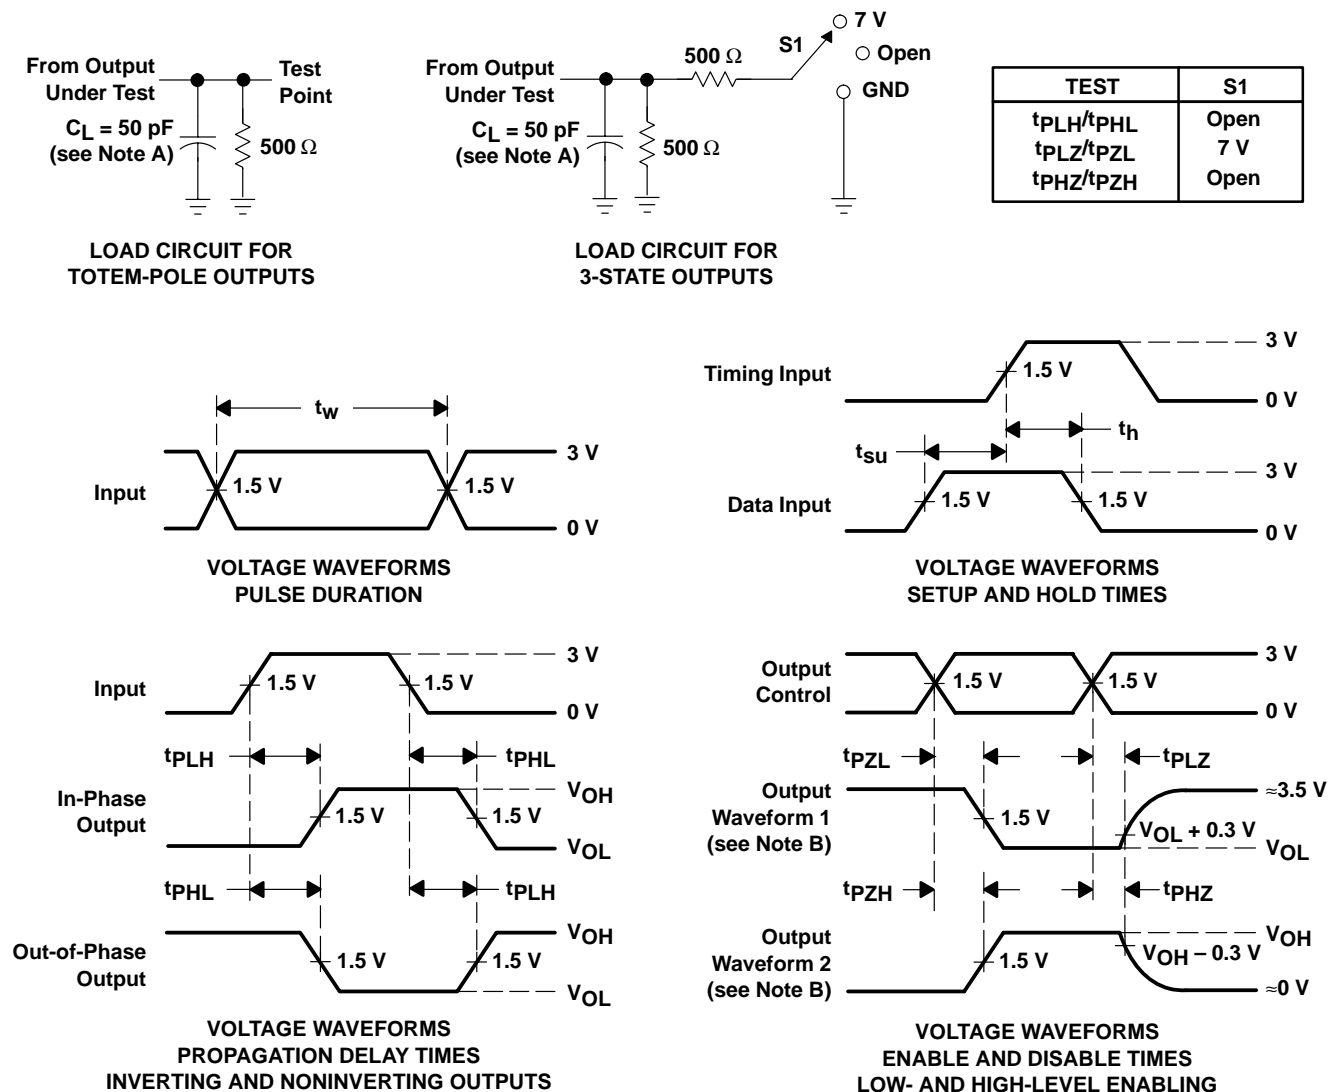 From Output
Under Test
Test
Point
CL = 50 pF
(see Note A)
500 Ω
LOAD CIRCUIT FOR
TOTEM-POLE OUTPUTS
From Output
Under Test
CL = 50 pF
(see Note A)
500 Ω
500 Ω
S1
7 V
Open
GND
LOAD CIRCUIT FOR
3-STATE OUTPUTS
TEST S1
tPLH/tPHL Open
tPLZ/tPZL 7 V
tPHZ/tPZH Open
tw
3 V
Input
1.5 V
1.5 V
0 V
VOLTAGE WAVEFORMS
PULSE DURATION
3 V
Timing Input
1.5 V
0 V
th
tsu
3 V
Data Input
1.5 V
1.5 V
0 V
VOLTAGE WAVEFORMS
SETUP AND HOLD TIMES
3 V
Input
1.5 V
1.5 V
0 V
tPLH
tPHL
VOH
In-Phase
Output
1.5 V
1.5 V
VOL
tPHL
tPLH
VOH
Out-of-Phase
Output
1.5 V
1.5 V
VOL
VOLTAGE WAVEFORMS
PROPAGATION DELAY TIMES
INVERTING AND NONINVERTING OUTPUTS
3 V
Output
Control
1.5 V
1.5 V
0 V
tPZL
tPLZ
≈3.5 V
Output
Waveform 1
(see Note B)
1.5 V
VOL + 0.3 V
VOL
tPZH
tPHZ
VOH
Output
Waveform 2
(see Note B)
1.5 V
VOH – 0.3 V
≈0 V
VOLTAGE WAVEFORMS
ENABLE AND DISABLE TIMES
LOW- AND HIGH-LEVEL ENABLING